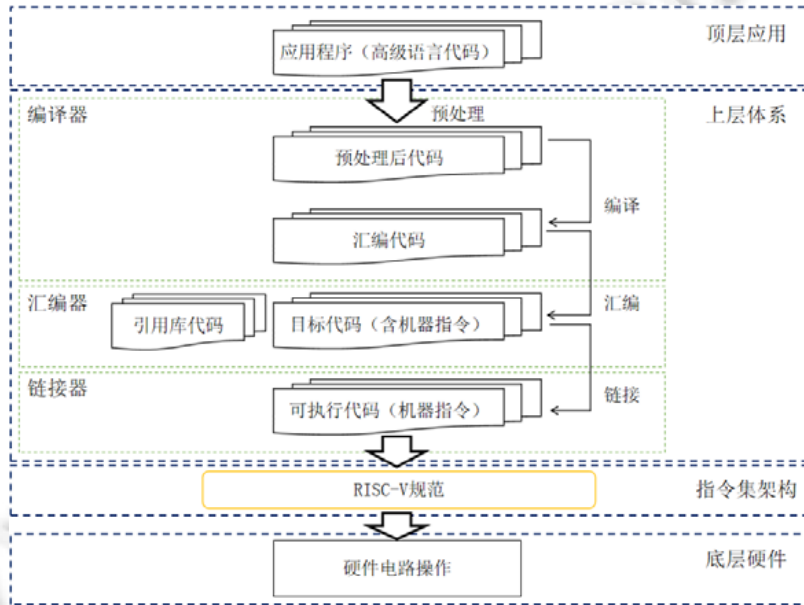 顶层应用
应用程序（高级语言代码）
编译器
预处理
上层体系
预处理后代码
编译
汇编代码
汇编器
引用库代码
目标代码（含机器指令）
汇编
链接器
可执行代码（机器指令）
链接
RISC-V规范
指令集架构
底层硬件
硬件电路操作